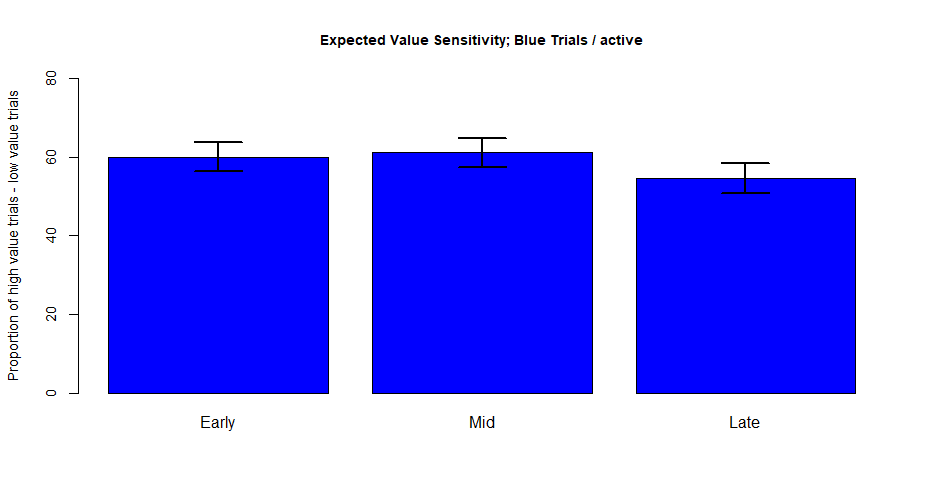 Expected Value Sensitivity; Blue Trials / active
Proportion of high value trials - low value trials
80
60
40
20
0
Early Mid Late